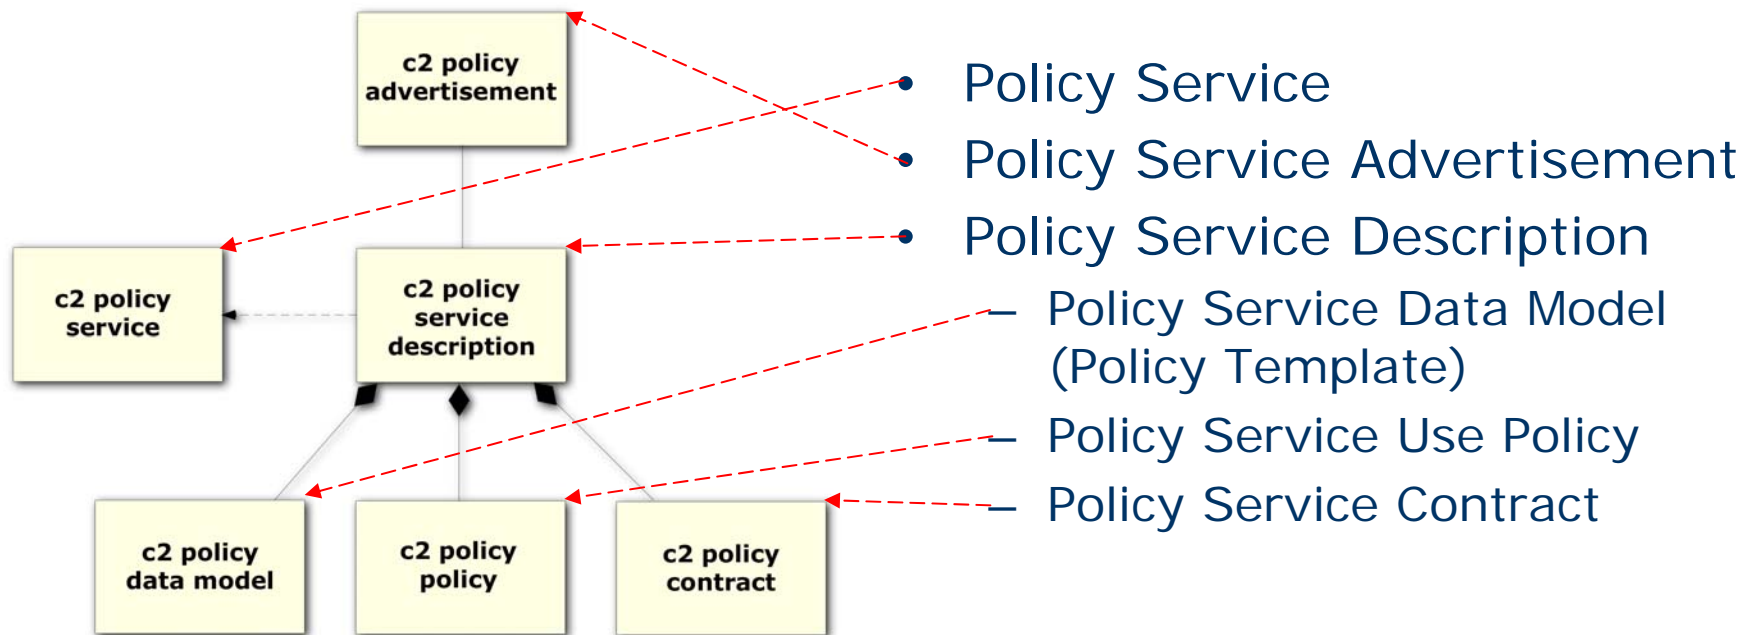 c2 policy
advertisement
c2 policy
service
c2 policy
service
description
c2 policy
data model
c2 policy
policy
c2 policy
contract
• Policy Service
• Policy Service Advertisement
• Policy Service Description
– Policy Service Data Model
(Policy Template)
– Policy Service Use Policy
– Policy Service Contract